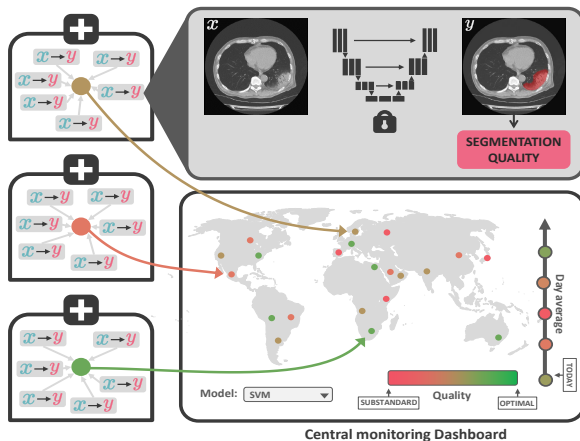 x
y
x→y
x→y
x→y
x→y
x→y
x→y
SEGMENTATION
QUALITY
x→y
x→y
x→y
x→y
x→y
x→y
x→y
x→y
x→y
x→y
x→y
Day average
TODAY
Model:
SVM
SUBSTANDARD
Quality
OPTIMAL
Central monitoring Dashboard